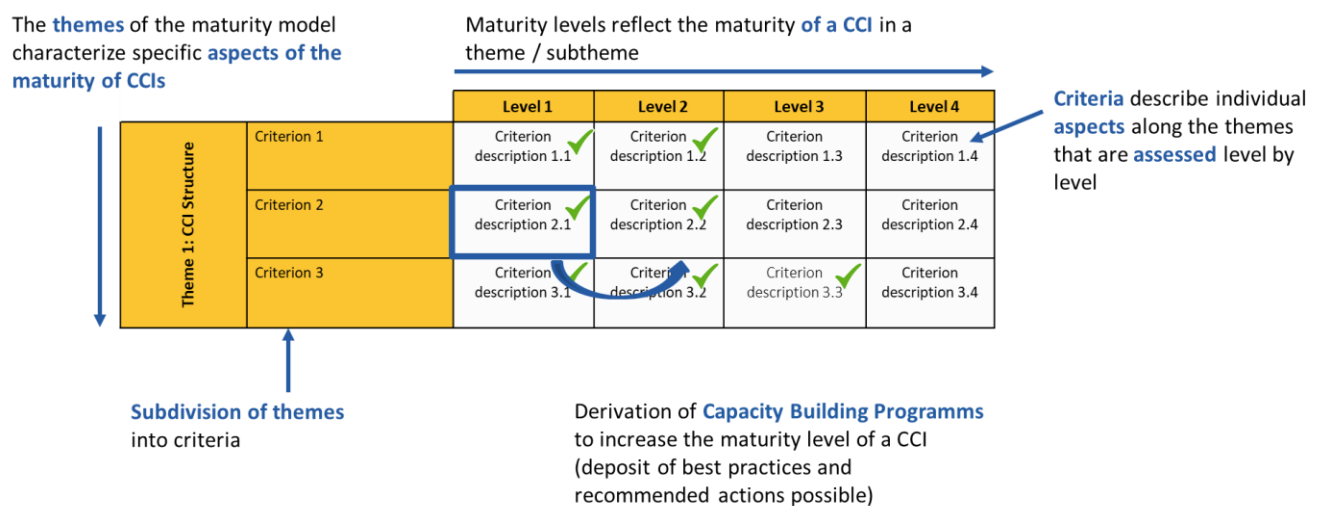 The themes of the maturity model
characterize specific aspects of the
maturity of CCIs
Maturity levels reflect the maturity of a CCI in a
theme / subtheme
Level 1
Level 2
Level 3
Level 4
Criteria describe individual
aspects along the themes
that are assessed level by
level
Theme 1: CCI Structure
Criterion 1
Criterion
description 1.1
Criterion
description 1.2
Criterion
description 1.3
Criterion
description 1.4
Criterion 2
Criterion
description 2.1
Criterion
description 2.2
Criterion
description 2.3
Criterion
description 2.4
Criterion 3
Criterion
description 3.1
Criterion
description 3.2
Criterion
description 3.3
Criterion
description 3.4
Subdivision of themes
into criteria
Derivation of Capacity Building Programms
to increase the maturity level of a CCI
(deposit of best practices and
recommended actions possible)